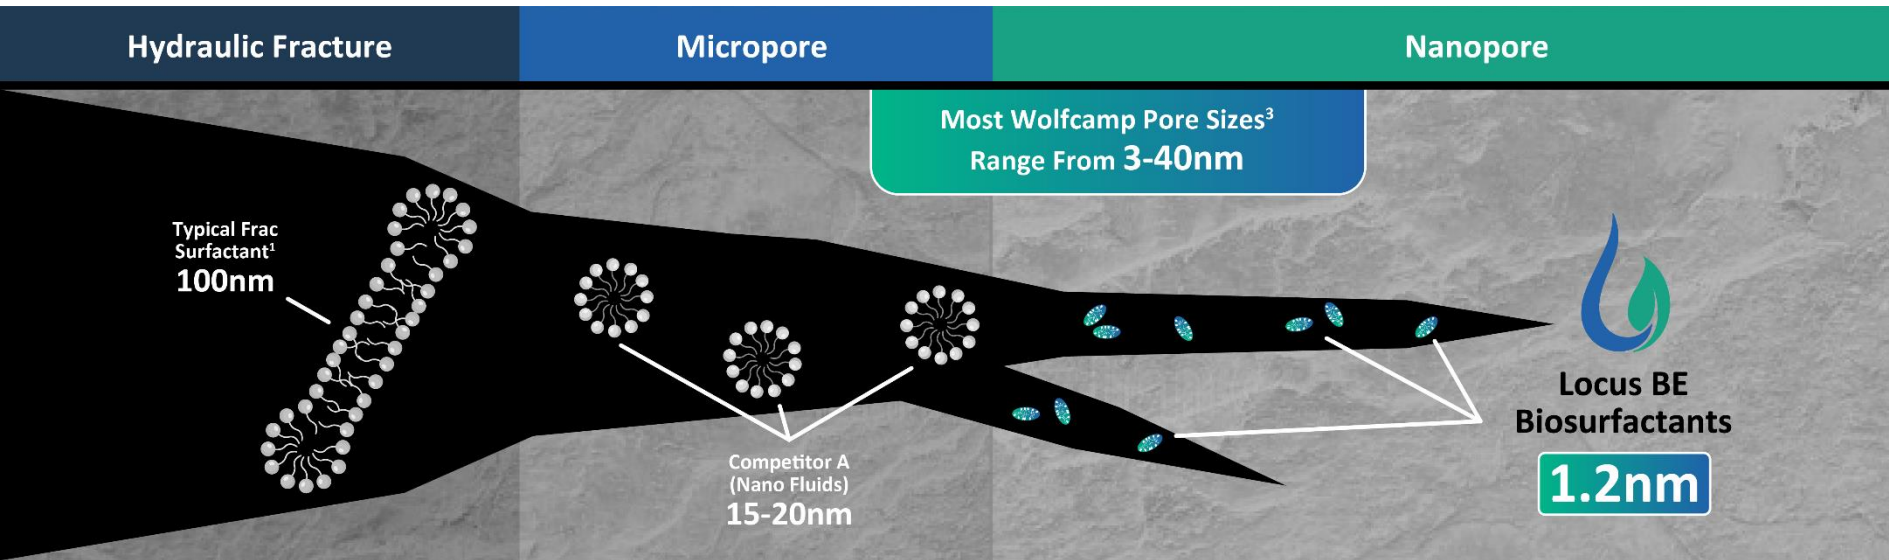 Hydraulic Fracture
Micropore
Nanopore
Most Wolfcamp Pore Sizes³
Range From 3-40nm
Typical Frac
Surfactant¹
100nm
Competitor A
(Nano Fluids)
15-20nm
Locus BE
Biosurfactants
1.2nm